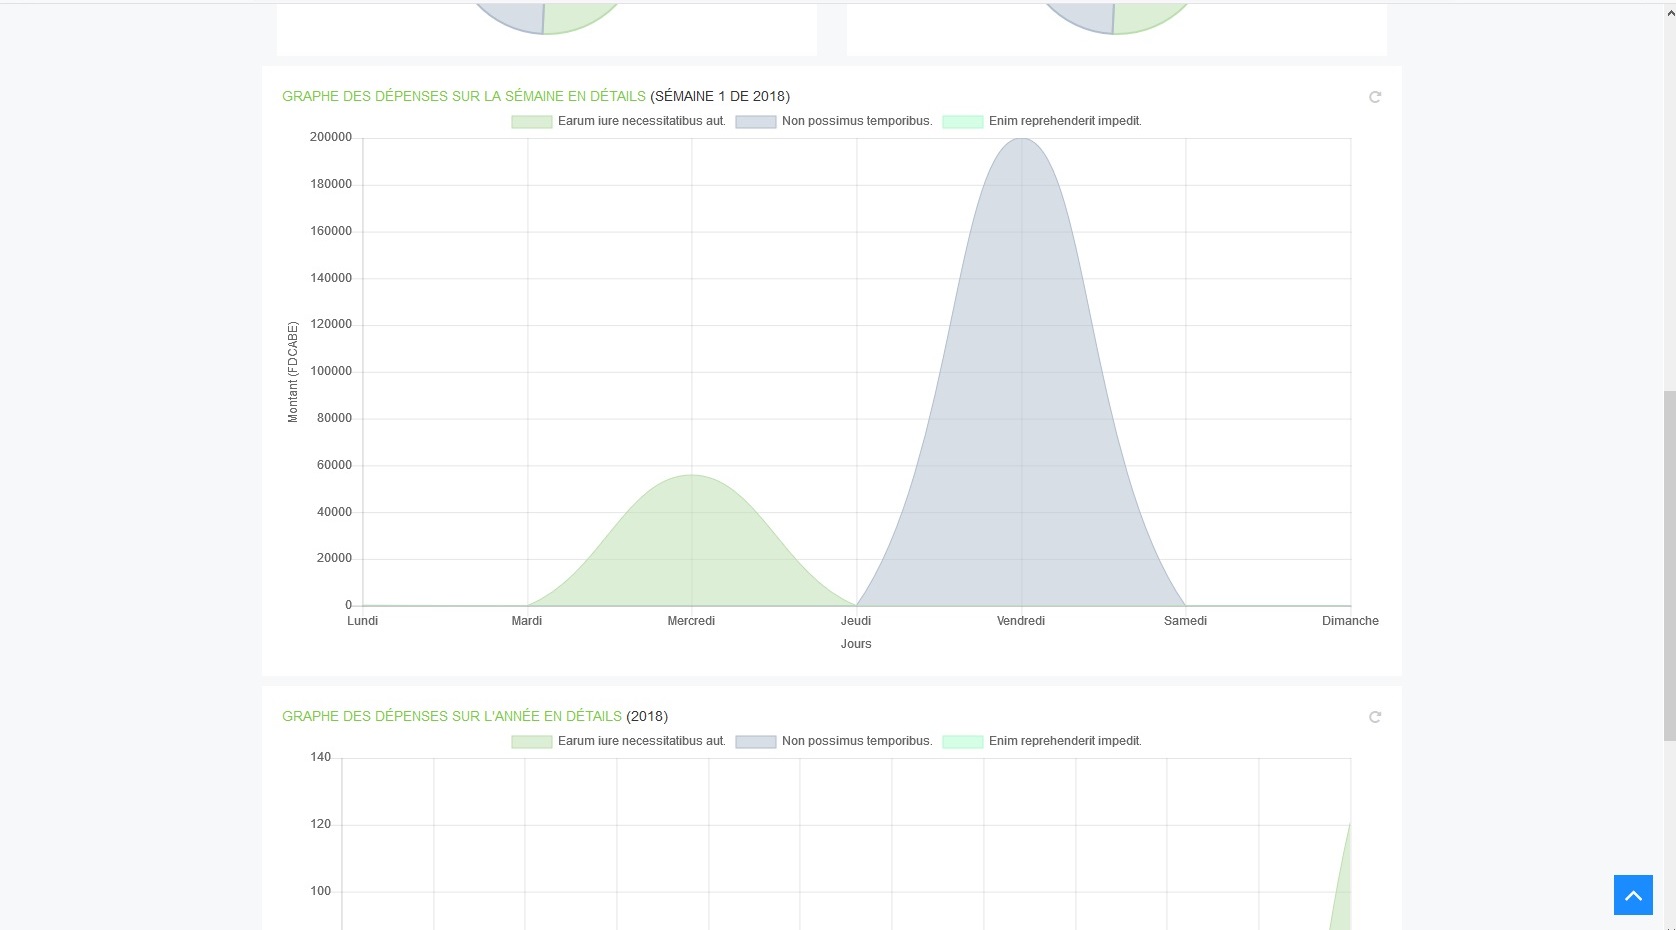 GRAPHE DES DÉPENSES SUR LA SÉMAINE EN DÉTAILS (SÉMAINE 1 DE 2018)
Earum iure necessitatibus aut. Non possimus temporibus. Enim reprehenderit impedit.
200000
180000
160000
140000
120000
100000
80000
60000
40000
20000
0
Montant (FDCABE)
Lundi Mardi Mercredi Jeudi Vendredi Samedi Dimanche
Jours
GRAPHE DES DÉPENSES SUR L'ANNÉE EN DÉTAILS (2018)
Earum iure necessitatibus aut. Non possimus temporibus. Enim reprehenderit impedit.
140
120
100